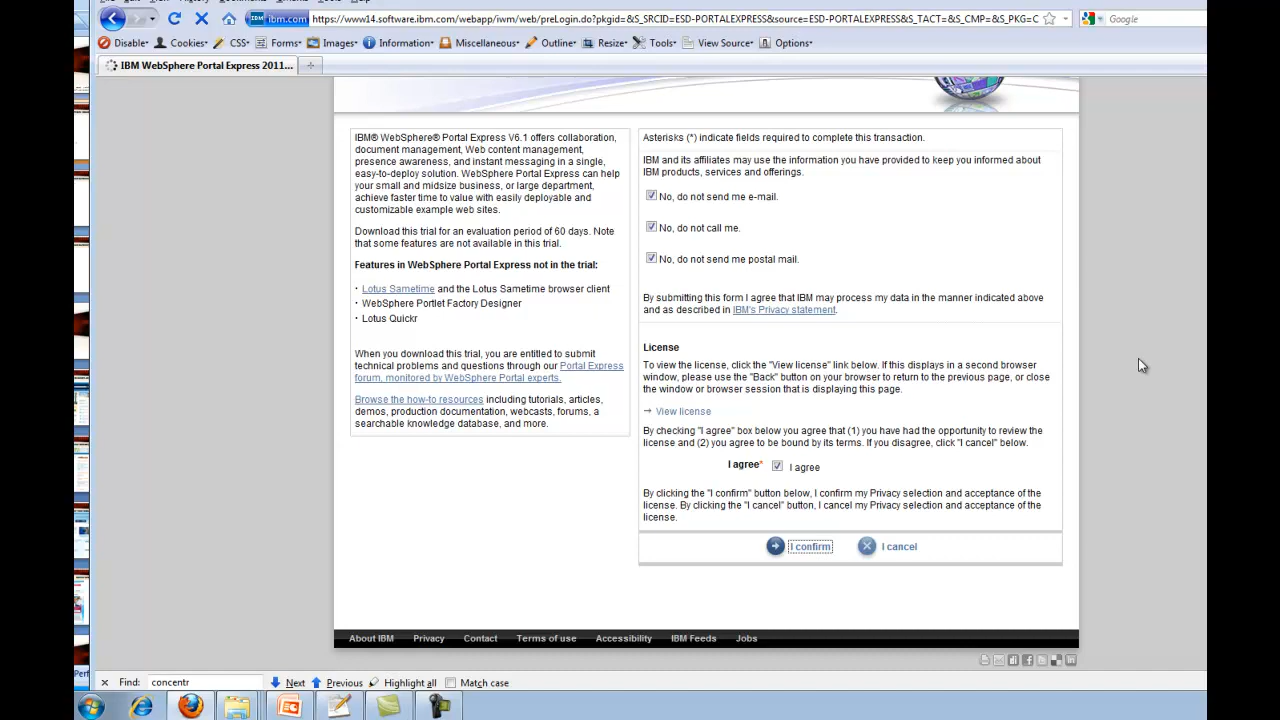 ibm.com
https://www14.software.ibm.com/webapp/iwm/web/preLogin.do?pkgid=&S_SRCID=ESD-PORTALEXPRESS&source=ESD-PORTALEXPRESS&S_TACT=&S_CMP=&S_PKG=C
Google
Disable
Cookies
CSS
Forms
Images
Information
Miscellaneous
Outline
Resize
Tools
View Source
Options
IBM WebSphere Portal Express 2011...
IBM® WebSphere® Portal Express V6.1 offers collaboration,
document management, Web content management,
presence awareness, and instant messaging in a single,
easy-to-deploy solution. WebSphere Portal Express can help
your small and midsize business, or large department,
achieve faster time to value with easily deployable and
customizable example web sites.
Download this trial for an evaluation period of 60 days. Note
that some features are not available in this trial.
Features in WebSphere Portal Express not in the trial:
• Lotus Sametime and the Lotus Sametime browser client
• WebSphere Portlet Factory Designer
• Lotus Quickr
When you download this trial, you are entitled to submit
technical problems and questions through our Portal Express
forum, monitored by WebSphere Portal experts.
Browse the how-to resources including tutorials, articles,
demos, production documentation, podcasts, forums, a
searchable knowledge database, and more.
Asterisks (*) indicate fields required to complete this transaction.
IBM and its affiliates may use the information you have provided to keep you informed about
IBM products, services and offerings.
No, do not send me e-mail.
No, do not call me.
No, do not send me postal mail.
By submitting this form I agree that IBM may process my data in the manner indicated above
and as described in IBM's Privacy statement.
License
To view the license, click the "View license" link below. If this displays in a second browser
window, please use the "Back" button on your browser to return to the previous page, or close
the window or browser session that is displaying this page.
→ View license
By checking "I agree" box below, you agree that (1) you have had the opportunity to review the
license and (2) you agree to be bound by its terms. If you disagree, click "I cancel" below.
I agree* I agree
By clicking the "I confirm" button below, I confirm my Privacy selection and acceptance of the
license. By clicking the "I cancel" button, I cancel my Privacy selection and acceptance of the
license.
confirm I cancel
About IBM Privacy Contact Terms of use Accessibility IBM Feeds Jobs
Perf
Find: concentr Next Previous Highlight all Match case